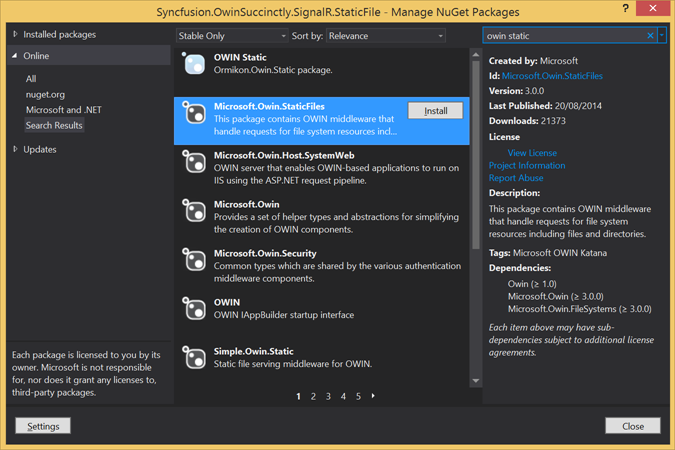 Syncfusion.OwinSuccinctly.SignalR.StaticFile - Manage NuGet Packages
Installed packages
Online
All
nuget.org
Microsoft and .NET
Search Results
Updates
Each package is licensed to you by its
owner. Microsoft is not responsible
for, nor does it grant any licenses to,
third-party packages.
Stable Only
Sort by: Relevance
OWIN Static
Ormikon.Owin.Static package.
Microsoft.Owin.StaticFiles
This package contains OWIN middleware that
handle requests for file system resources incl...
Install
Microsoft.Owin.Host.SystemWeb
OWIN server that enables OWIN-based applications to run on
IIS using the ASP.NET request pipeline.
Microsoft.Owin
Provides a set of helper types and abstractions for simplifying
the creation of OWIN components.
Microsoft.Owin.Security
Common types which are shared by the various authentication
middleware components.
OWIN
OWIN IAppBuilder startup interface
Simple.Owin.Static
Static file serving middleware for OWIN.
1 2 3 4 5
owin static
Created by: Microsoft
Id: Microsoft.Owin.StaticFiles
Version: 3.0.0
Last Published: 20/08/2014
Downloads: 21373
License
View License
Project Information
Report Abuse
Description:
This package contains OWIN middleware
that handle requests for file system
resources including files and directories.
Tags: Microsoft OWIN Katana
Dependencies:
Owin (≥ 1.0)
Microsoft.Owin (≥ 3.0.0)
Microsoft.Owin.FileSystems (≥ 3.0.0)
Each item above may have sub-
dependencies subject to additional license
agreements.
Settings
Close